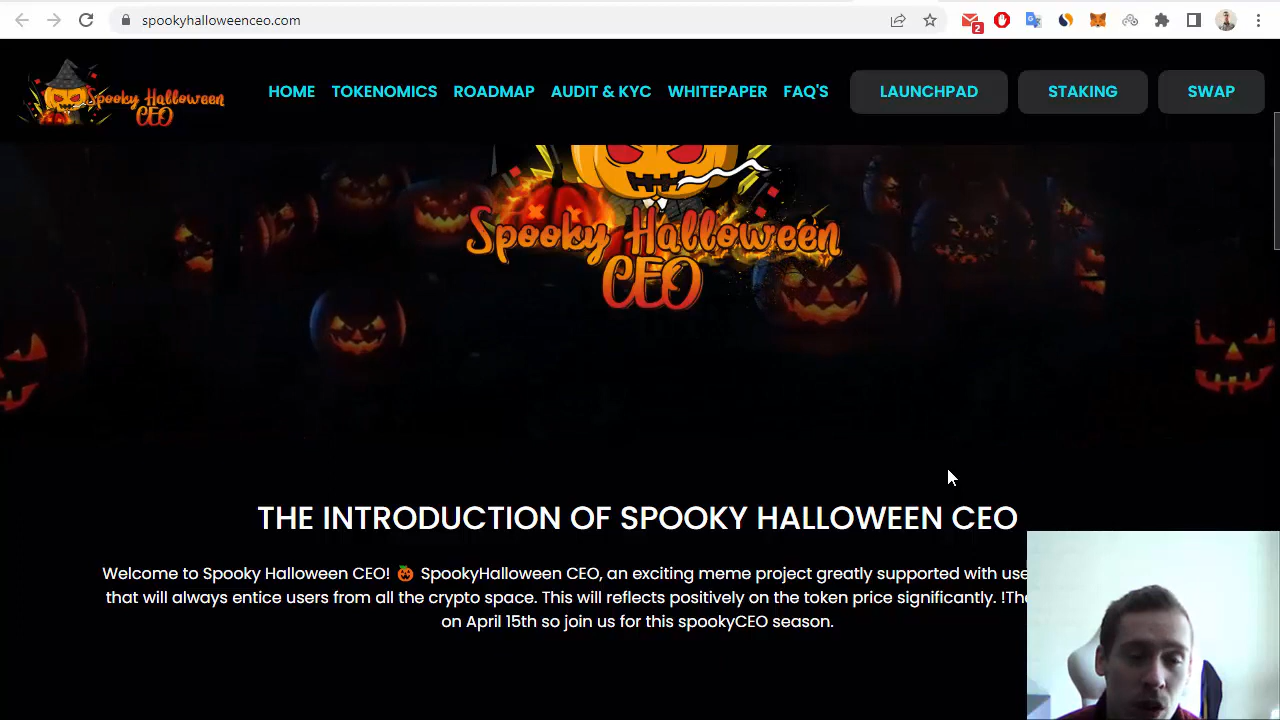 spookyhalloweenceo.com
2
Spooky Halloween
CEO
HOME TOKENOMICS ROADMAP AUDIT & KYC WHITEPAPER FAQ'S LAUNCHPAD STAKING SWAP
Spooky Halloween
CEO
THE INTRODUCTION OF SPOOKY HALLOWEEN CEO
Welcome to Spooky Halloween CEO! 🎃 SpookyHalloween CEO, an exciting meme project greatly supported with
that will always entice users from all the crypto space. This will reflects positively on the token price significantly.
on April 15th so join us for this spookyCEO season.